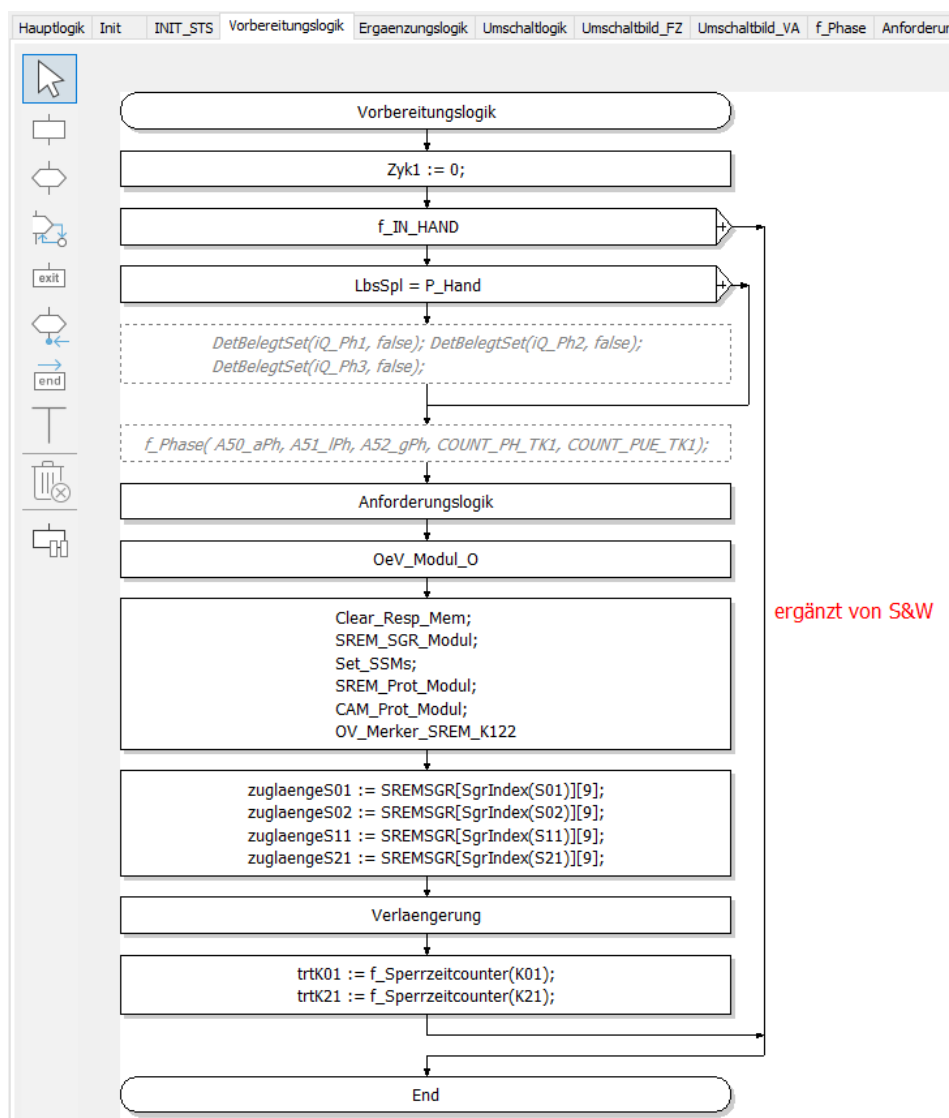 Hauptlogik Init INIT_STS Vorbereitungslogik Ergaenzungslogik Umschaltlogik Umschaltbild_FZ Umschaltbild_VA f_Phase Anforderun
Vorbereitungslogik
Zyk1 := 0;
f_IN_HAND +
LbsSpl = P_Hand +
DetBelegtSet(iQ_Ph1, false); DetBelegtSet(iQ_Ph2, false);
DetBelegtSet(iQ_Ph3, false);
f_Phase( A50_aPh, A51_lPh, A52_gPh, COUNT_PH_TK1, COUNT_PUE_TK1);
Anforderungslogik
OeV_Modul_O
Clear_Resp_Mem;
SREM_SGR_Modul;
Set_SSMs;
SREM_Prot_Modul;
CAM_Prot_Modul;
OV_Merker_SREM_K122
ergänzt von S&W
zuglaengeS01 := SREMSGR[SgrIndex(S01)][9];
zuglaengeS02 := SREMSGR[SgrIndex(S02)][9];
zuglaengeS11 := SREMSGR[SgrIndex(S11)][9];
zuglaengeS21 := SREMSGR[SgrIndex(S21)][9];
Verlaengerung
trtK01 := f_Sperrzeitcounter(K01);
trtK21 := f_Sperrzeitcounter(K21);
End
exit
end